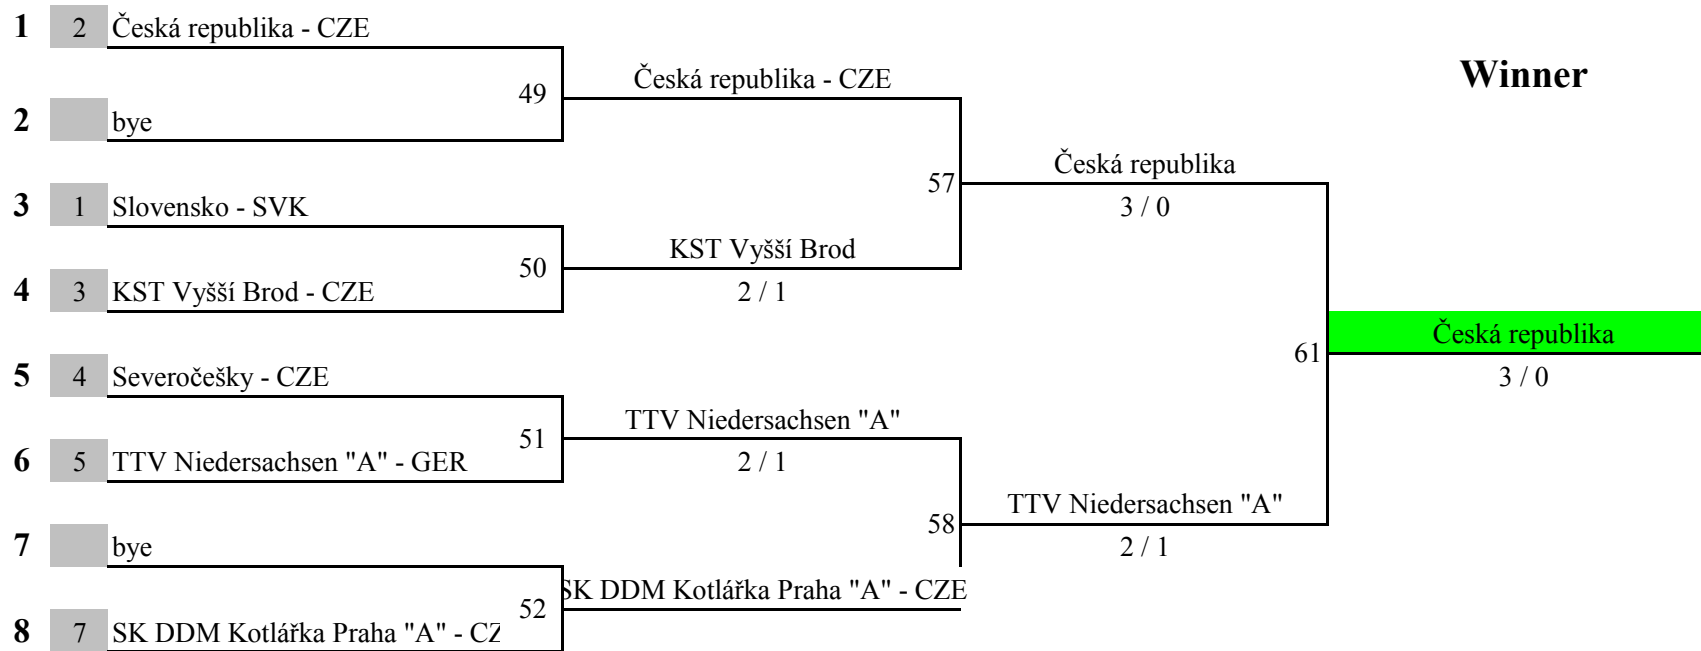 1 2 Česká republika - CZE
Winner
49 Česká republika - CZE
2 bye
Česká republika
57
3 / 0
3 1 Slovensko - SVK
KST Vyšší Brod
50
2 / 1
4 3 KST Vyšší Brod - CZE
Česká republika
61
3 / 0
5 4 Severočešky - CZE
TTV Niedersachsen "A"
51
2 / 1
6 5 TTV Niedersachsen "A" - GER
TTV Niedersachsen "A"
58
2 / 1
7 bye
SK DDM Kotlářka Praha "A" - CZE
52
8 7 SK DDM Kotlářka Praha "A" - CZ